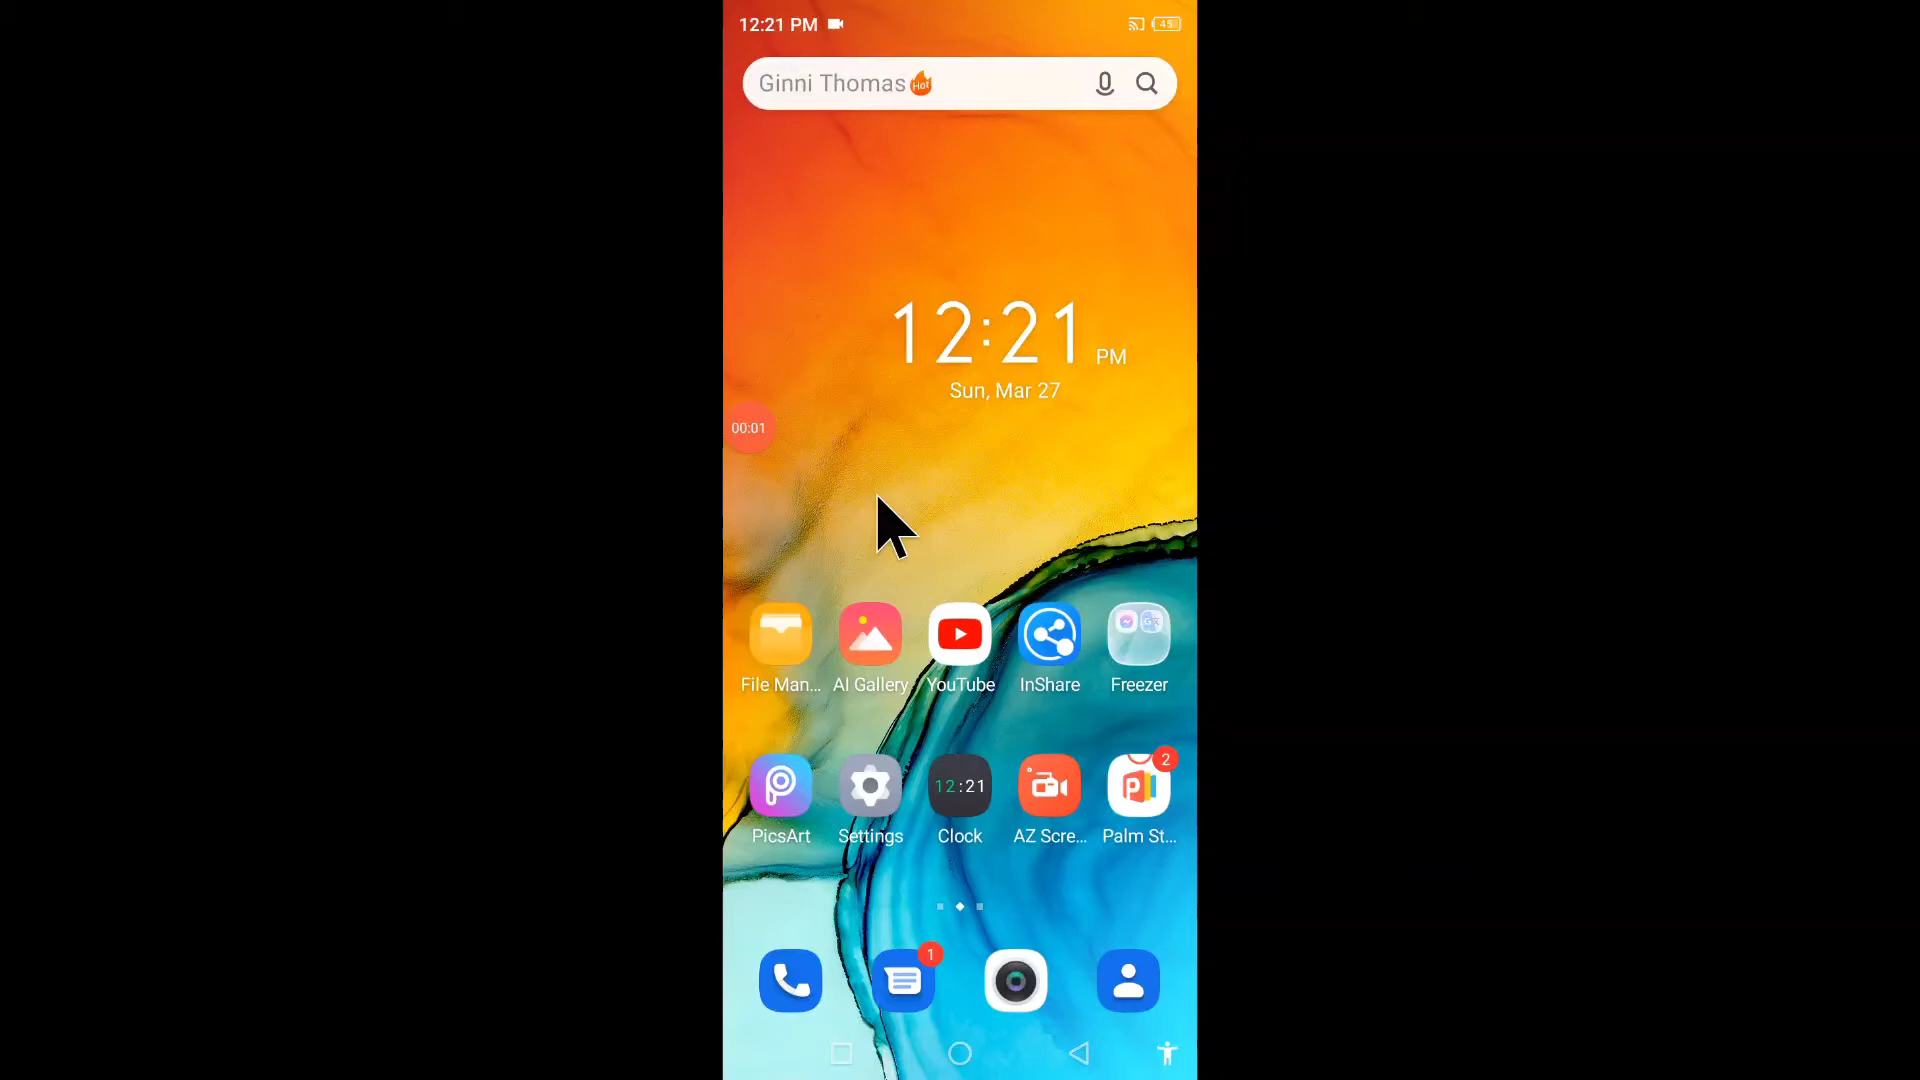 12:21 PM
45
Ginni Thomas
Hot
12:21 PM
Sun, Mar 27
00:01
File Man... AI Gallery YouTube InShare Freezer
12:21
2
PicsArt Settings Clock AZ Scre... Palm St...
1